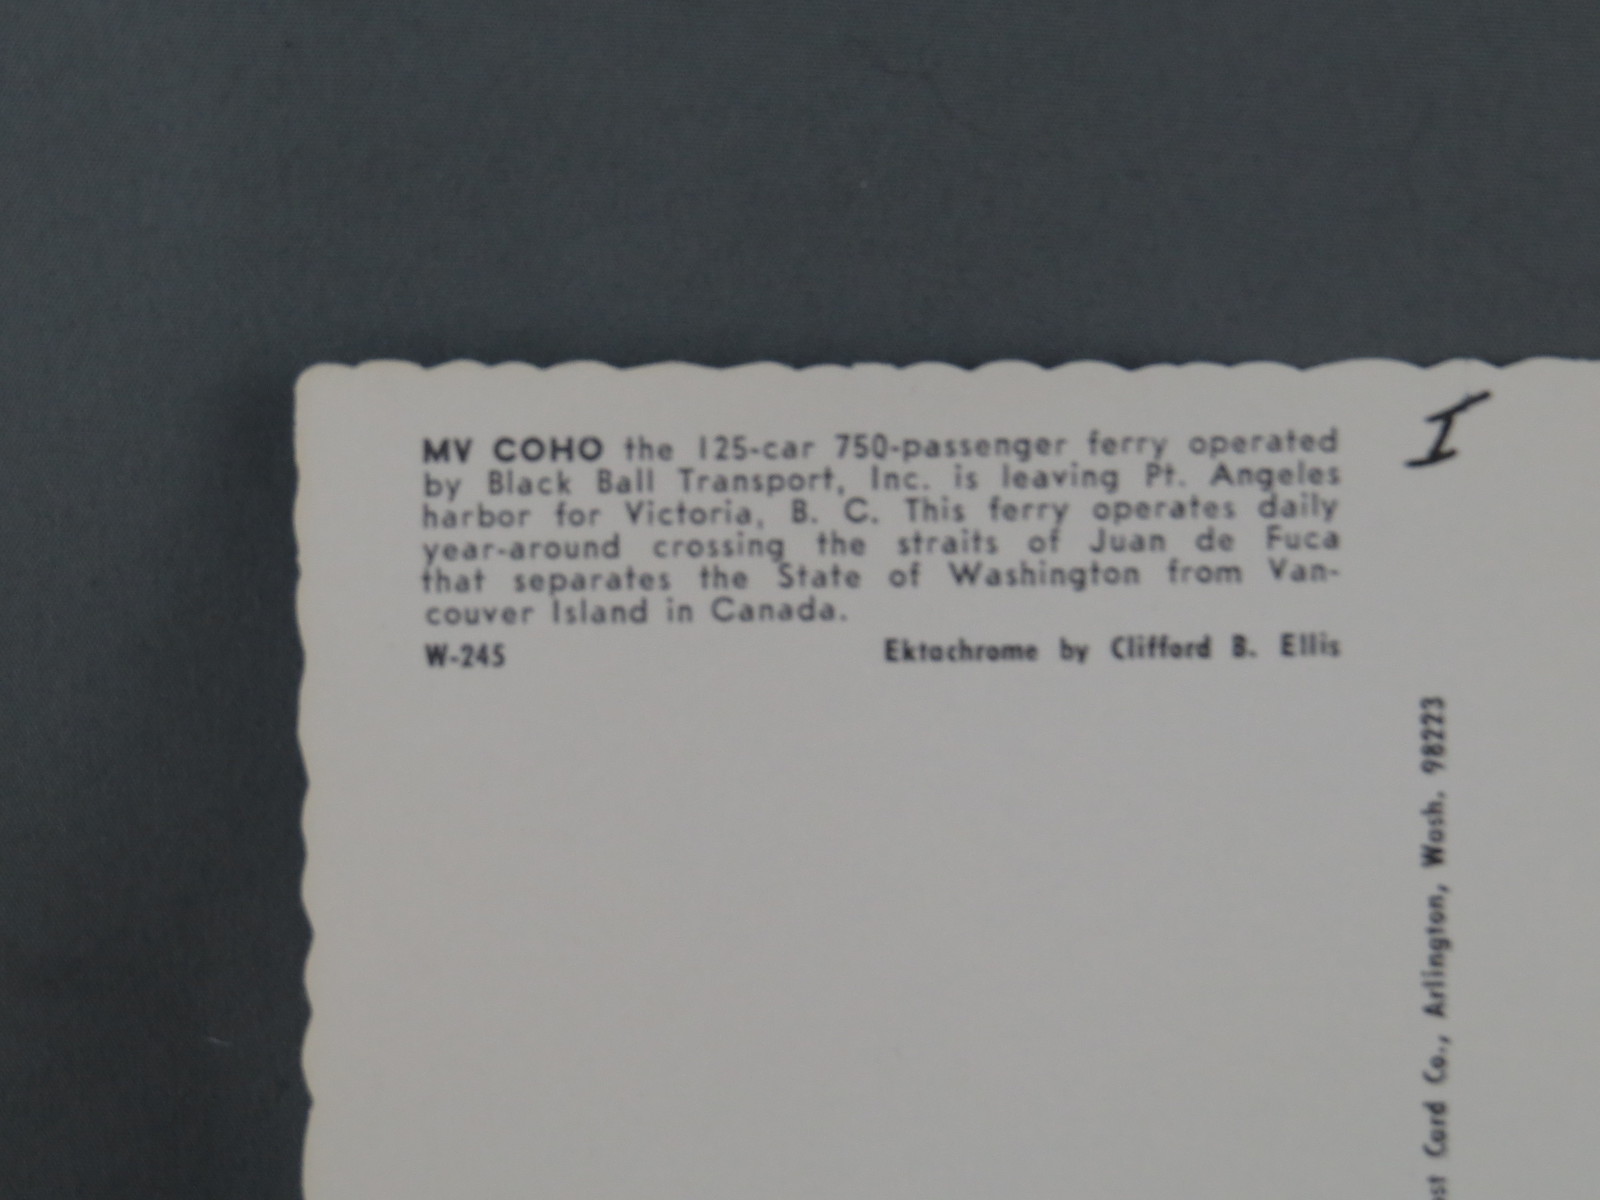 MV COHO the 125-car 750-passenger ferry operated
by Black Ball Transport, Inc. is leaving Pt. Angeles
harbor for Victoria, B. C. This ferry operates daily
year-around crossing the straits of Juan de Fuca
that separates the State of Washington from Van-
couver Island in Canada.
W-245 Ektachrome by Clifford B. Ellis
I
Card Co., Arlington, Wash. 98223